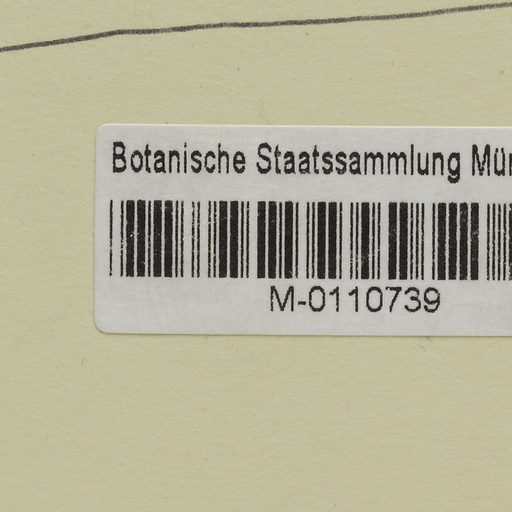 Botanische Staatssammlung Mün
M-0110739